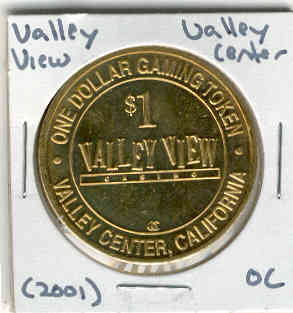 Valley View
Valley Center
• ONE DOLLAR GAMING TOKEN •
$1
VALLEY VIEW
CASINO
VALLEY CENTER, CALIFORNIA
(2001)
OC